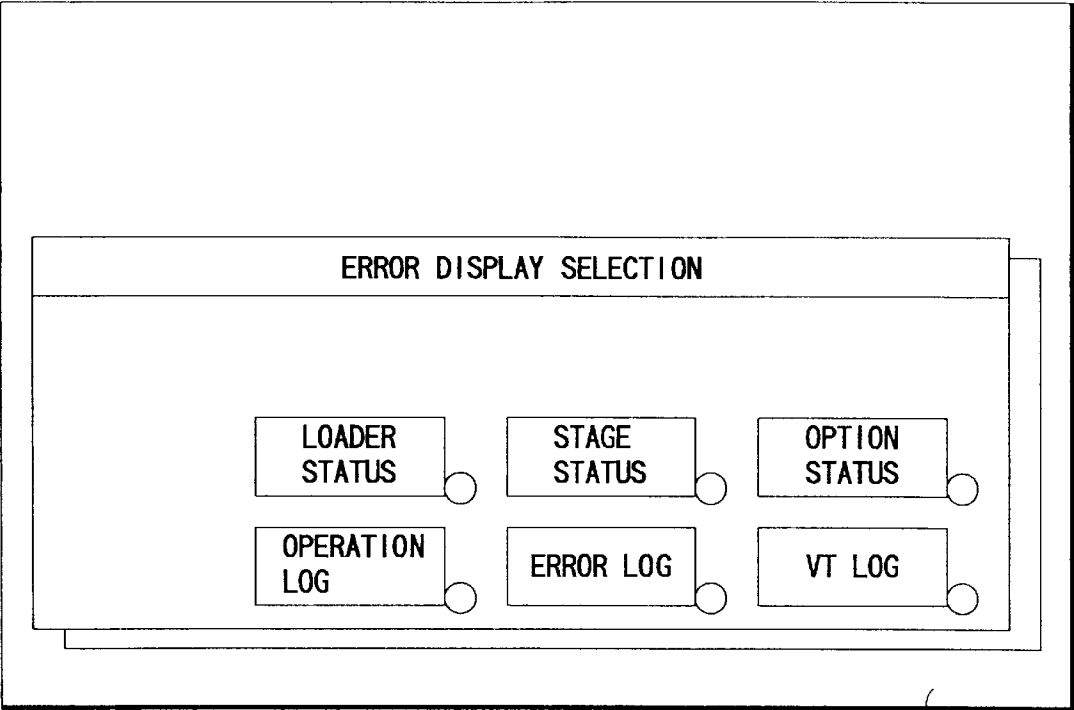 ERROR DISPLAY SELECTION
LOADER
STATUS
STAGE
STATUS
OPTION
STATUS
OPERATION
LOG
ERROR LOG
VT LOG